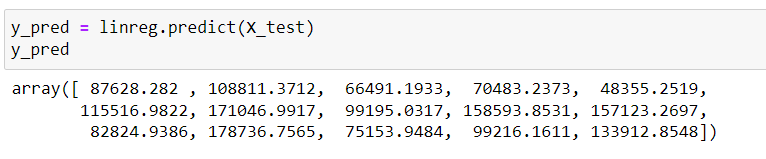 y_pred = linreg.predict(X_test)
y_pred
array([ 87628.282 , 108811.3712,  66491.1933,  70483.2373,  48355.2519,
       115516.9822, 171046.9917,  99195.0317, 158593.8531, 157123.2697,
        82824.9386, 178736.7565,  75153.9484,  99216.1611, 133912.8548])